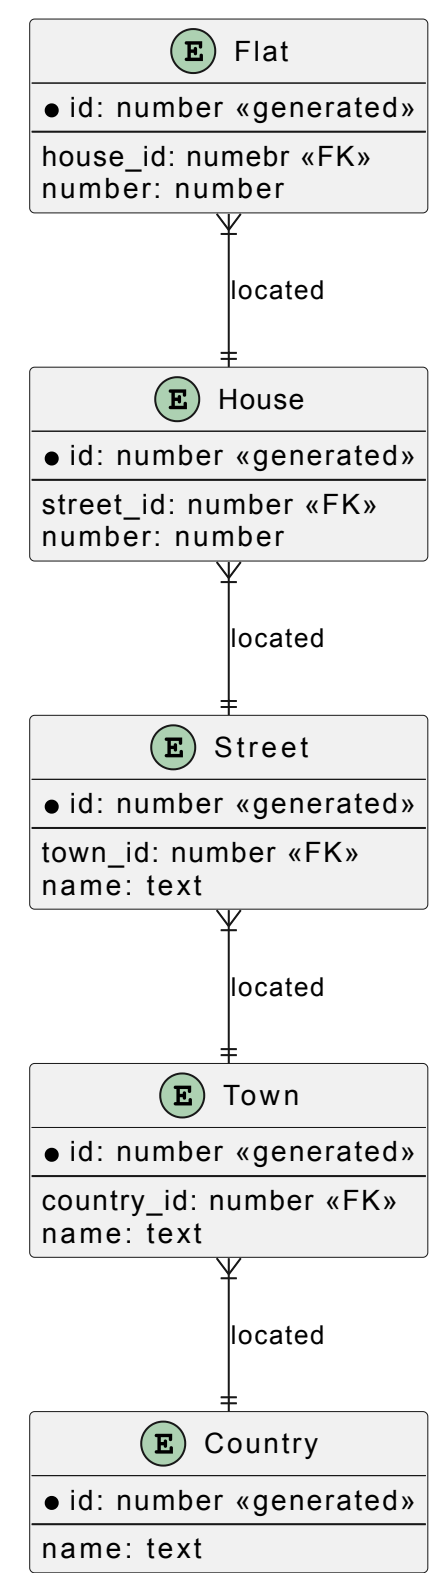 E Flat
id: number «generated»
house_id: numebr «FK»
number: number
located
E House
id: number «generated»
street_id: number «FK»
number: number
located
E Street
id: number «generated»
town_id: number «FK»
name: text
located
E Town
id: number «generated»
country_id: number «FK»
name: text
located
E Country
id: number «generated»
name: text